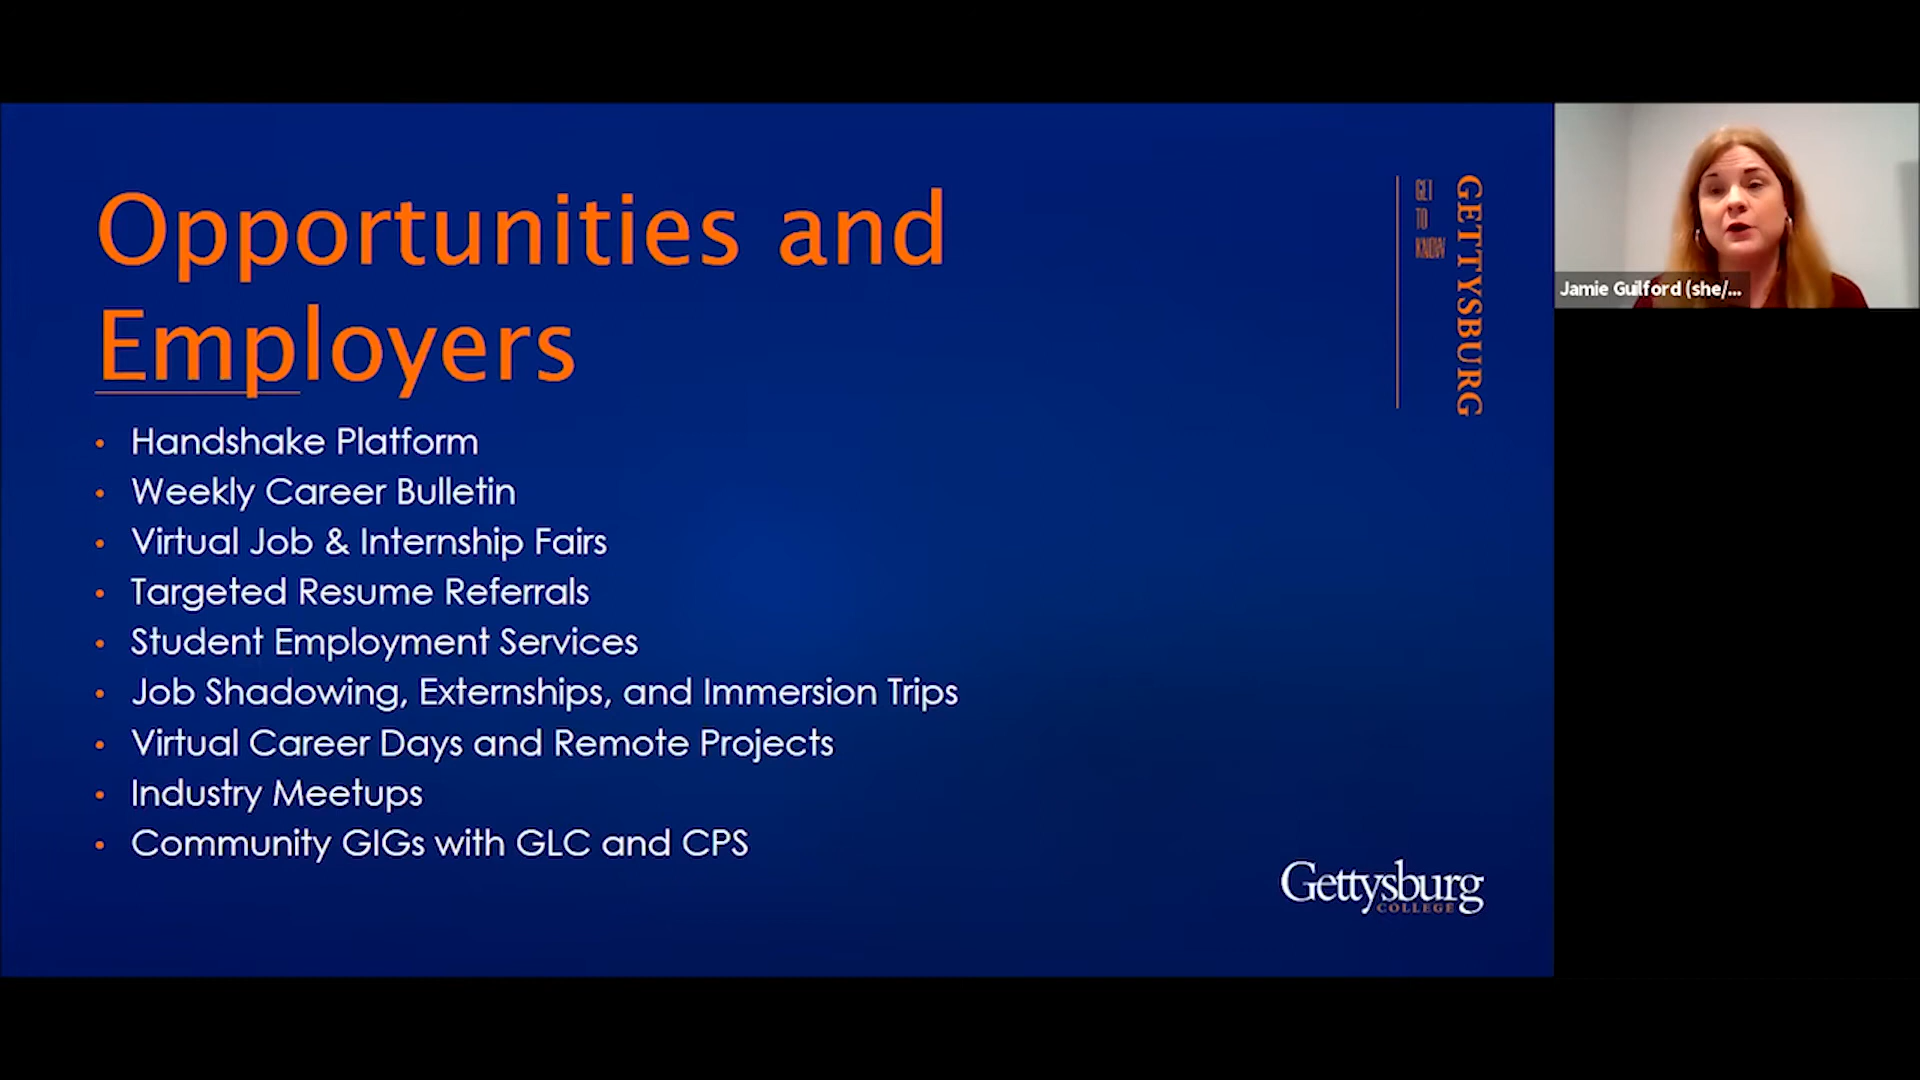 Opportunities and
Employers
• Handshake Platform
• Weekly Career Bulletin
• Virtual Job & Internship Fairs
• Targeted Resume Referrals
• Student Employment Services
• Job Shadowing, Externships, and Immersion Trips
• Virtual Career Days and Remote Projects
• Industry Meetups
• Community GIGs with GLC and CPS
GET
TO
KNOW
GETTYSBURG
Gettysburg
COLLEGE
Jamie Guilford (she/...